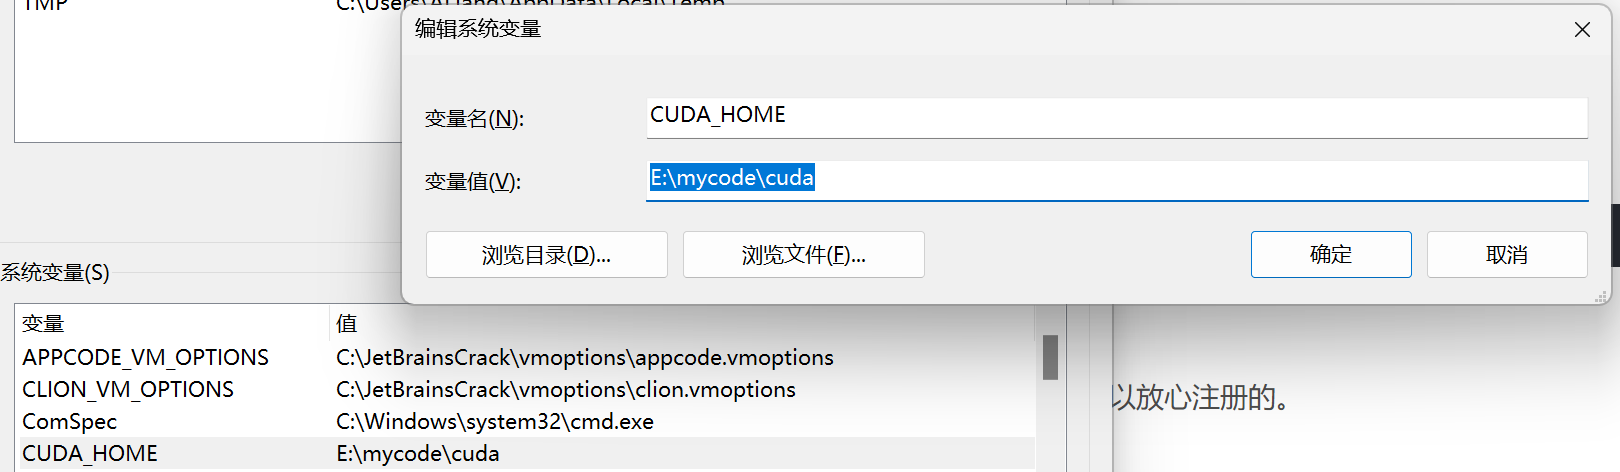 TMP
编辑系统变量
变量名(N):
CUDA_HOME
变量值(V):
E:\mycode\cuda
浏览目录(D)...
浏览文件(F)...
确定
取消
系统变量(S)
变量 值
APPCODE_VM_OPTIONS C:\JetBrainsCrack\vmoptions\appcode.vmoptions
CLION_VM_OPTIONS C:\JetBrainsCrack\vmoptions\clion.vmoptions
ComSpec C:\Windows\system32\cmd.exe
CUDA_HOME E:\mycode\cuda
以放心注册的。